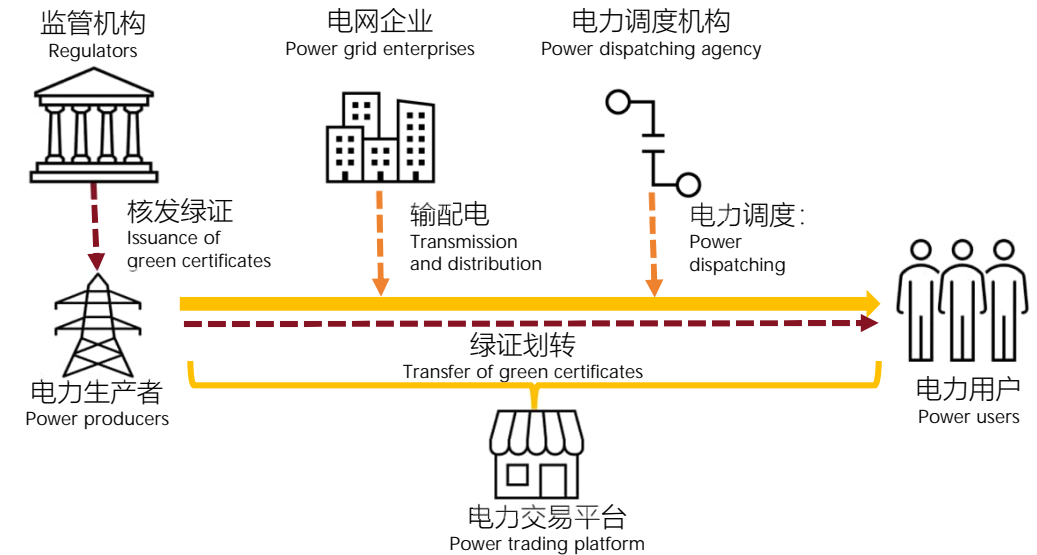 监管机构
Regulators
电网企业
Power grid enterprises
电力调度机构
Power dispatching agency
核发绿证
Issuance of
green certificates
输配电
Transmission
and distribution
电力调度：
Power
dispatching
绿证划转
Transfer of green certificates
电力生产者
Power producers
电力用户
Power users
电力交易平台
Power trading platform